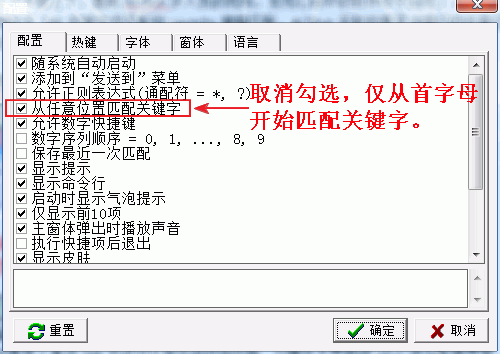 配置
配置 热键 字体 窗体 语言
随系统自动启动
添加到“发送到”菜单
允许正则表达式(通配符 = *, ?)
从任意位置匹配关键字
允许数字快捷键
数字序列顺序 = 0, 1, ..., 8, 9
保存最近一次匹配
显示提示
显示命令行
启动时显示气泡提示
仅显示前10项
主窗体弹出时播放声音
执行快捷项后退出
显示皮肤
取消勾选，仅从首字母
开始匹配关键字。
重置 确定 取消